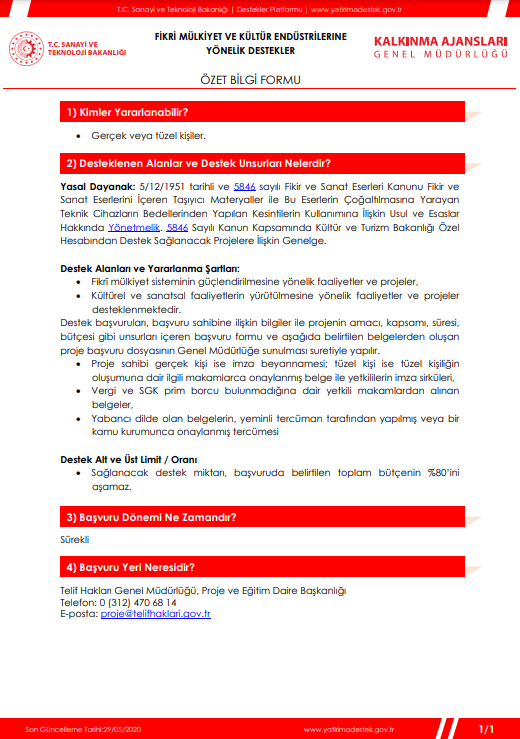 T.C. Sanayi ve Teknoloji Bakanlığı | Destekler Platformu | www.yatirimadestek.gov.tr
T.C. SANAYİ VE
TEKNOLOJİ BAKANLIĞI
FİKRİ MÜLKİYET VE KÜLTÜR ENDÜSTRİLERINE
YÖNELİK DESTEKLER
KALKINMA AJANSLARI
GENEL MÜDÜRLÜĞÜ
ÖZET BİLGİ FORMU
1) Kimler Yararlanabilir?
• Gerçek veya tüzel kişiler.
2) Desteklenen Alanlar ve Destek Unsurları Nelerdir?
Yasal Dayanak: 5/12/1951 tarihli ve 5846 sayılı Fikir ve Sanat Eserleri Kanunu Fikir ve
Sanat Eserlerini İçeren Taşıyıcı Materyaller ile Bu Eserlerin Çoğaltılmasına Yarayan
Teknik Cihazların Bedellerinden Yapılan Kesintilerin Kullanımına İlişkin Usul ve Esaslar
Hakkında Yönetmelik. 5846 Sayılı Kanun Kapsamında Kültür ve Turizm Bakanlığı Özel
Hesabından Destek Sağlanacak Projelere İlişkin Genelge.
Destek Alanları ve Yararlanma Şartları:
• Fikrî mülkiyet sisteminin güçlendirilmesine yönelik faaliyetler ve projeler,
• Kültürel ve sanatsal faaliyetlerin yürütülmesine yönelik faaliyetler ve projeler
desteklenmektedir.
Destek başvuruları, başvuru sahibine ilişkin bilgiler ile projenin amacı, kapsamı, süresi,
bütçesi gibi unsurları içeren başvuru formu ve aşağıda belirtilen belgelerden oluşan
proje başvuru dosyasının Genel Müdürlüğe sunulması suretiyle yapılır.
• Proje sahibi gerçek kişi ise imza beyannamesi; tüzel kişi ise tüzel kişiliğin
oluşumuna dair ilgili makamlarca onaylanmış belge ile yetkililerin imza sirküleri,
• Vergi ve SGK prim borcu bulunmadığına dair yetkili makamlardan alınan
belgeler,
• Yabancı dilde olan belgelerin, yeminli tercüman tarafından yapılmış veya bir
kamu kurumunca onaylanmış tercümesi
Destek Alt ve Üst Limit / Oranı
• Sağlanacak destek miktarı, başvuruda belirtilen toplam bütçenin %80'ini
aşamaz.
3) Başvuru Dönemi Ne Zamandır?
Sürekli
4) Başvuru Yeri Neresidir?
Telif Hakları Genel Müdürlüğü, Proje ve Eğitim Daire Başkanlığı
Telefon: 0 (312) 470 68 14
E-posta: proje@telifhaklari.gov.tr
Son Güncelleme Tarihi:29/05/2020
www.yatirimadestek.gov.tr
1/1